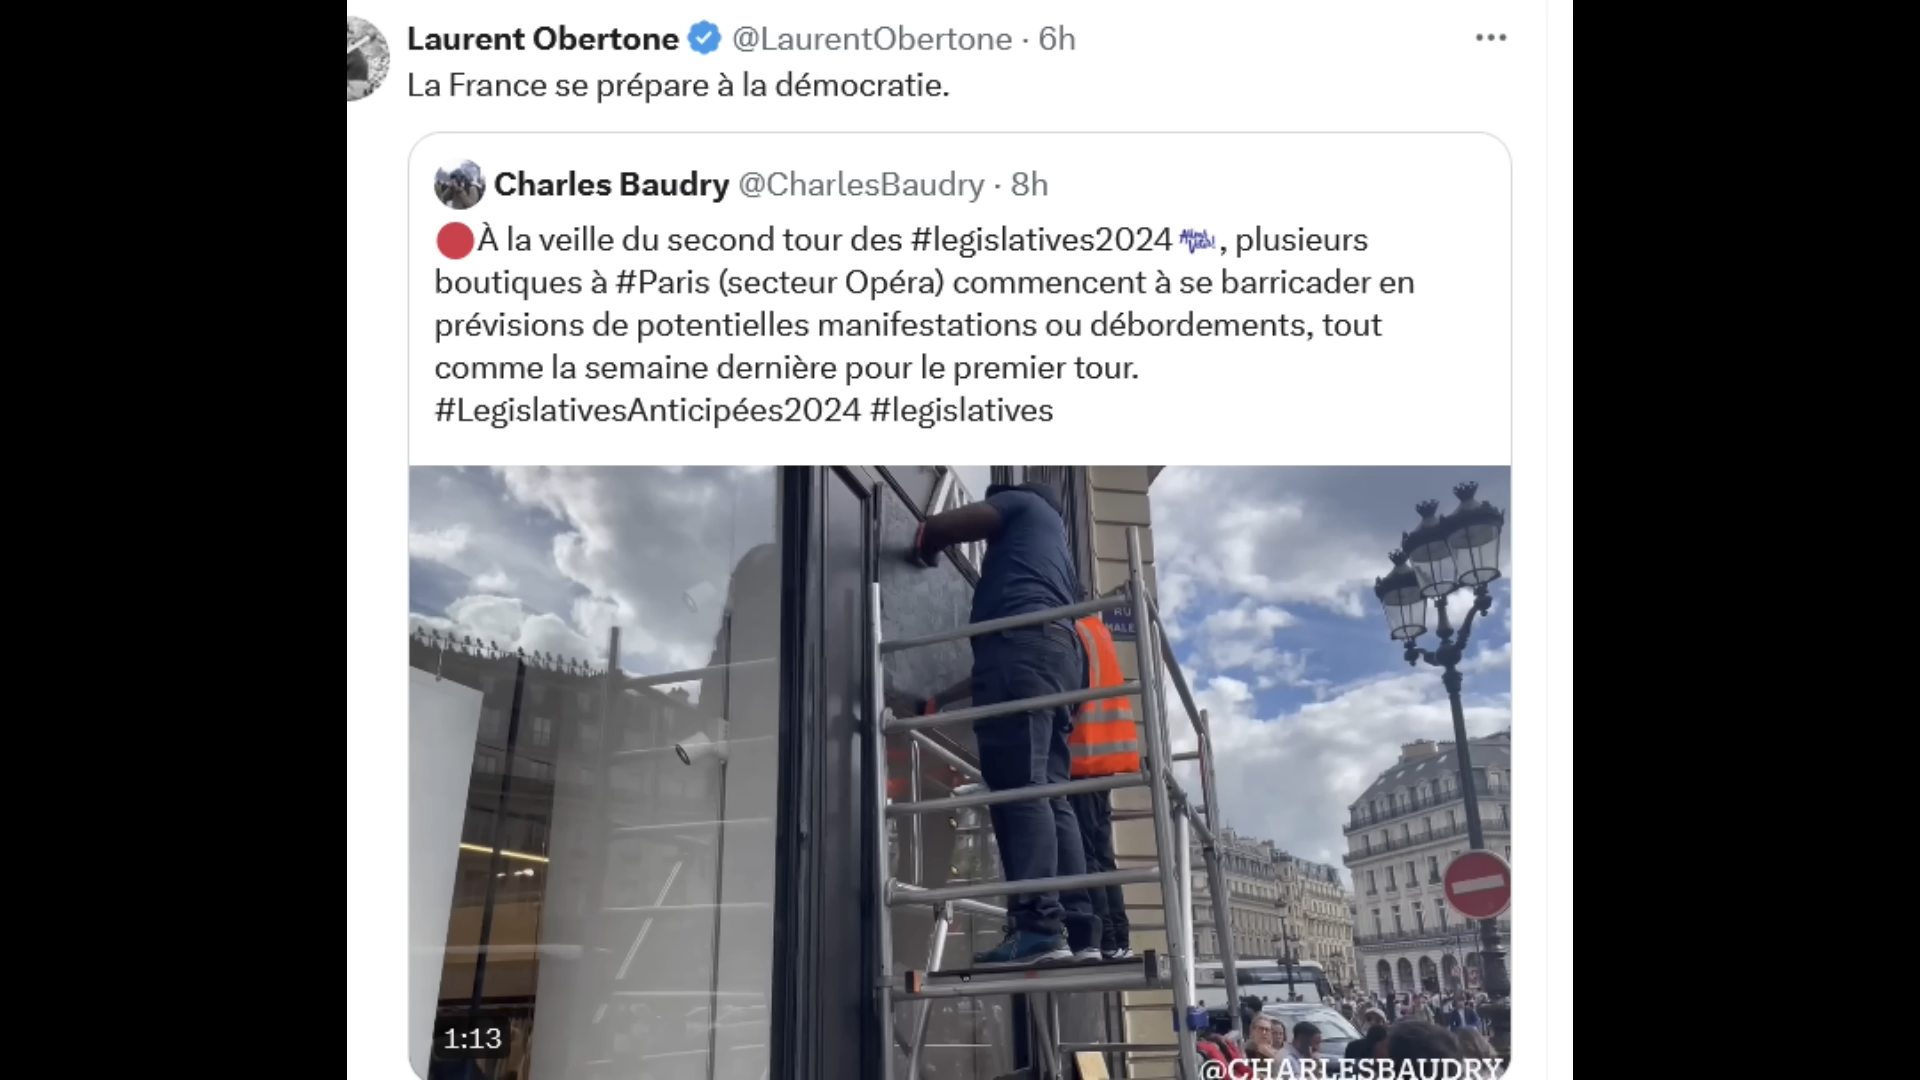 Laurent Obertone @LaurentObertone · 6h
La France se prépare à la démocratie.
Charles Baudry @CharlesBaudry · 8h
À la veille du second tour des #legislatives2024, plusieurs
boutiques à #Paris (secteur Opéra) commencent à se barricader en
prévisions de potentielles manifestations ou débordements, tout
comme la semaine dernière pour le premier tour.
#LegislativesAnticipées2024 #legislatives
1:13
@CHARLESBAUDRY